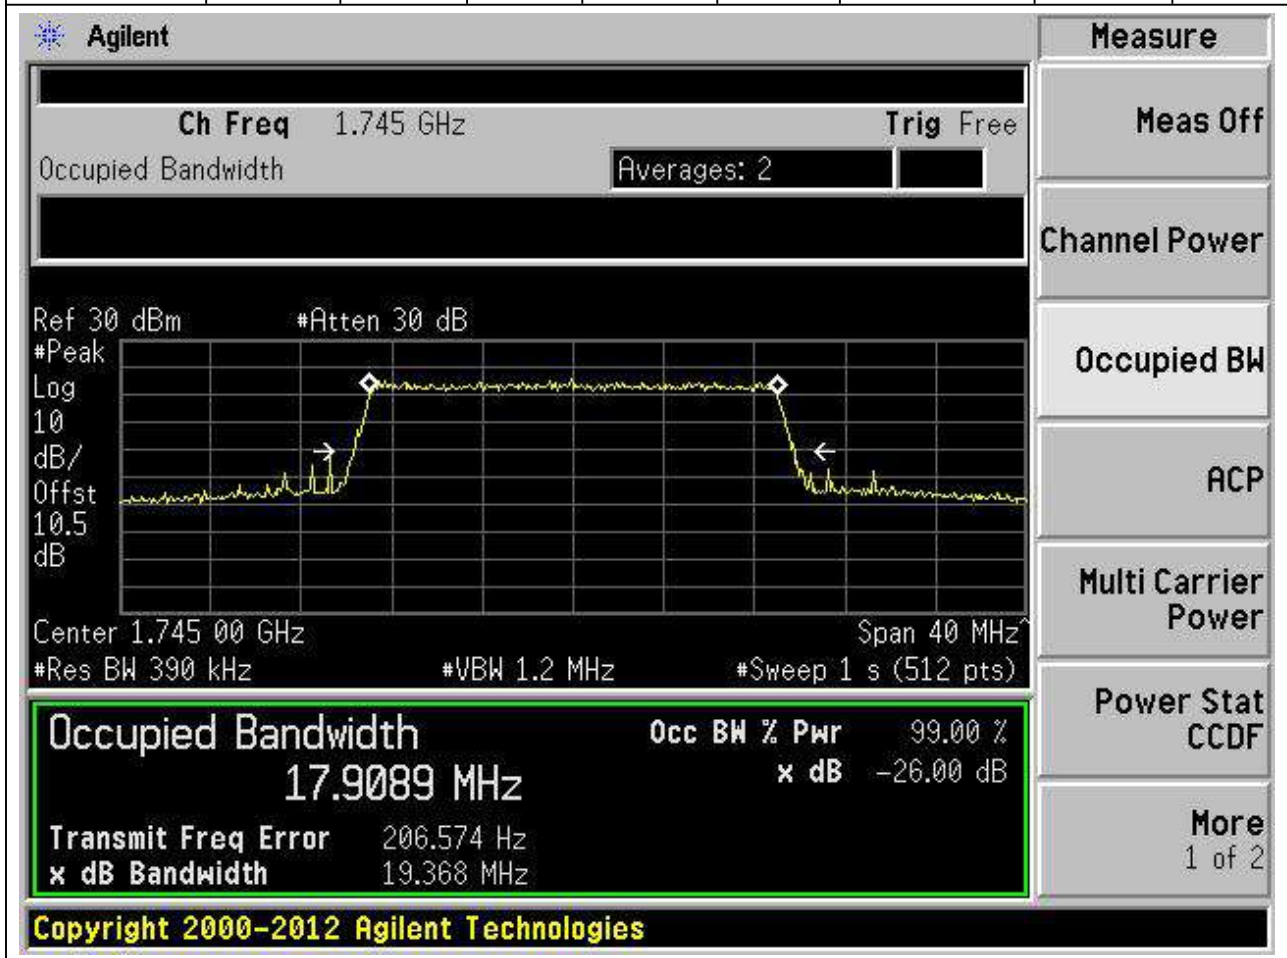 Agilent
Measure
Ch Freq 1.745 GHz Trig Free
Occupied Bandwidth Averages: 2
Meas Off
Channel Power
Occupied BW
ACP
Multi Carrier
Power
Power Stat
CCDF
More
1 of 2
Ref 30 dBm #Atten 30 dB
#Peak
Log
10
dB/
Offst
10.5
dB
Center 1.745 00 GHz Span 40 MHz^
#Res BW 390 kHz #VBW 1.2 MHz #Sweep 1 s (512 pts)
Occupied Bandwidth Occ BW % Pwr 99.00 %
17.9089 MHz x dB -26.00 dB
Transmit Freq Error 206.574 Hz
x dB Bandwidth 19.368 MHz
Copyright 2000-2012 Agilent Technologies